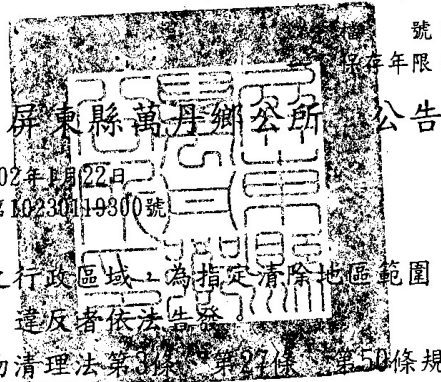 檔 號
保存年限
屏東縣萬丹鄉公所 公告
02年1月22日
10230119300號
之行政區域,為指定清除地區範圍
違反者依法告發。
物清理法第3條、第27條、第50條規